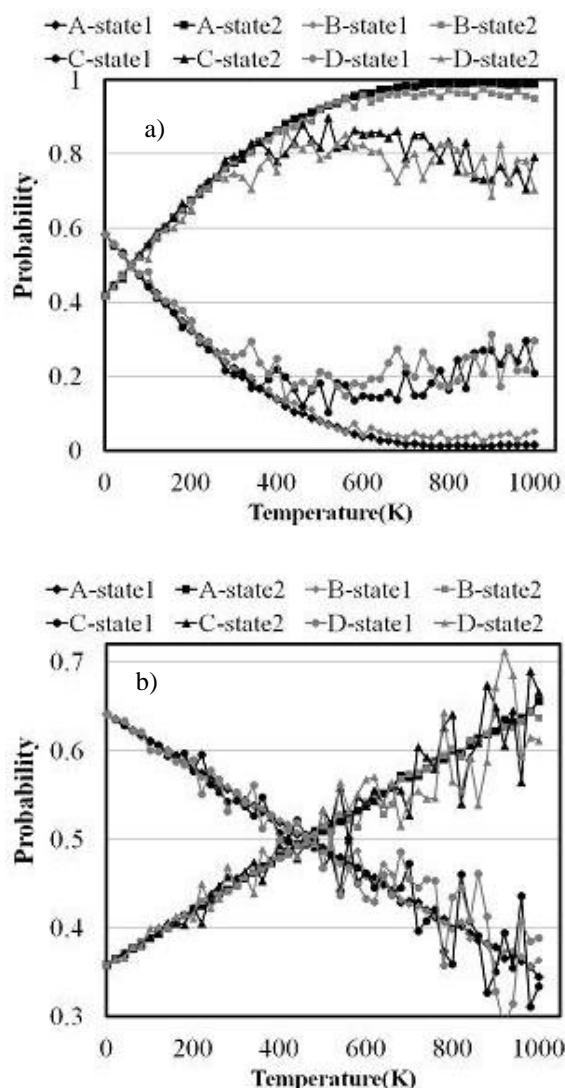 A-state1 A-state2 B-state1 B-state2
C-state1 C-state2 D-state1 D-state2
1
a)
0.8
0.6
0.4
0.2
0
Probability
0 200 400 600 800 1000
Temperature(K)
A-state1 A-state2 B-state1 B-state2
C-state1 C-state2 D-state1 D-state2
0.7
b)
0.6
0.5
0.4
0.3
Probability
0 200 400 600 800 1000
Temperature(K)